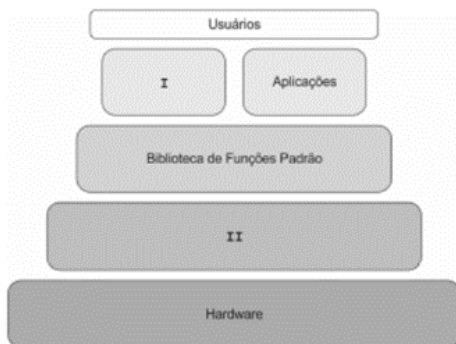 Usuários
I
Aplicações
Biblioteca de Funções Padrão
II
Hardware